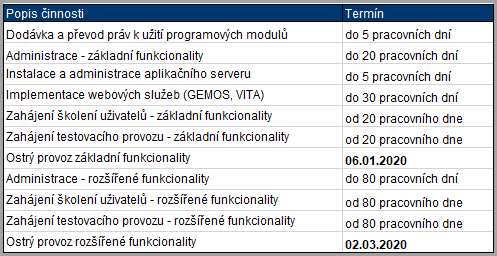 Popis činnosti Termín
Dodávka a převod práv k užití programových modulů do 5 pracovních dní
Administrace - základní funkcionality do 20 pracovních dní
Instalace a administrace aplikačního serveru do 5 pracovních dní
Implementace webových služeb (GEMOS, VITA) do 30 pracovních dní
Zahájení školení uživatelů - základní funkcionality od 20 pracovního dne
Zahájení testovacího provozu - základní funkcionality od 20 pracovního dne
Ostrý provoz základní funkcionality 06.01.2020
Administrace - rozšířené funkcionality do 80 pracovních dní
Zahájení školení uživatelů - rozšířené funkcionality od 80 pracovního dne
Zahájení testovacího provozu - rozšířené funkcionality od 80 pracovního dne
Ostrý provoz rozšířené funkcionality 02.03.2020